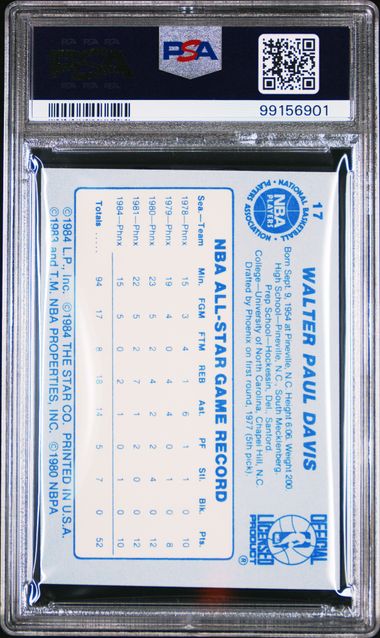 PSA
99156901
17
NATIONAL BASKETBALL
NBA
PLAYERS
ASSOCIATION
WALTER PAUL DAVIS
Born Sept. 9, 1954 at Pineville, N.C. Height 6:06. Weight 200
High School—Pineville, N.C., South Mecklenberg.
Prep School—Hockessin, Del., Sanford.
College—University of North Carolina, Chapel Hill, N.C.
Drafted by Phoenix on first round, 1977 (5th pick)
OFFICIAL
LICENSED
PRODUCT
®
NBA ALL-STAR GAME RECORD
Sea.—Team Min. FGM FTM REB Ast. PF Stl. Blk. Pts.
1978—Phnx 15 3 4 1 6 1 1 0 10
1979—Phnx 19 4 0 4 4 0 1 0 8
1980—Phnx 23 5 2 4 2 2 4 0 12
1981—Phnx 22 5 2 7 1 1 0 0 12
1984—Phnx 15 5 0 2 1 1 1 0 10
Totals ..... 94 17 8 18 14 5 7 0 52
©1984 L.P., Inc. ©1984 THE STAR CO. PRINTED IN U.S.A.
©1983 and T.M. NBA PROPERTIES, INC. ©1980 NBPA